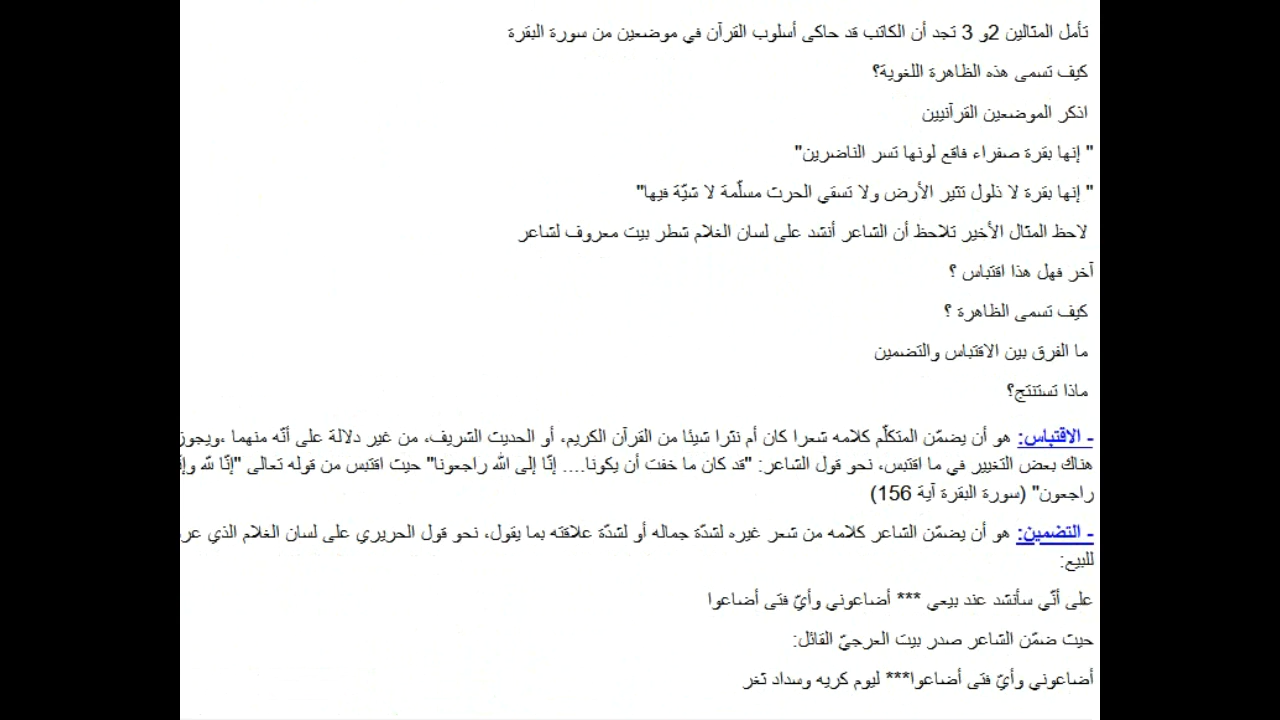 تأمل المثالين 2و 3 تجد أن الكاتب قد حاكى أسلوب القرآن في موضعين من سورة البقرة
كيف تسمى هذه الظاهرة اللغوية؟
اذكر الموضعين القرآنيين
" إنها بقرة صفراء فاقع لونها تسر الناضرين"
" إنها بقرة لا ذلول تثير الأرض ولا تسقي الحرث مسلّمة لا شيّة فيها"
لاحظ المثال الأخير تلاحظ أن الشاعر أنشد على لسان الغلام شطر بيت معروف لشاعر
آخر فهل هذا اقتباس ؟
كيف تسمى الظاهرة ؟
ما الفرق بين الاقتباس والتضمين
ماذا تستنتج؟
- الاقتباس: هو أن يضمّن المتكلّم كلامه شعرا كان أم نثرا شيئا من القرآن الكريم، أو الحديث الشريف، من غير دلالة على أنّه منهما ،ويجوز
هناك بعض التغيير في ما اقتبس، نحو قول الشاعر: "قد كان ما خفت أن يكونا.... إنّا إلى الله راجعونا" حيث اقتبس من قوله تعالى "إنّا لله
راجعون" (سورة البقرة آية 156)
- التضمين: هو أن يضمّن الشاعر كلامه من شعر غيره لشدّة جماله أو لشدّة علاقته بما يقول، نحو قول الحريري على لسان الغلام الذي
للبيع:
على أنّي سأنشد عند بيعي *** أضاعوني وأيّ فتى أضاعوا
حيث ضمّن الشاعر صدر بيت العرجيّ القائل:
أضاعوني وأيّ فتى أضاعوا*** ليوم كريه وسداد ثغر